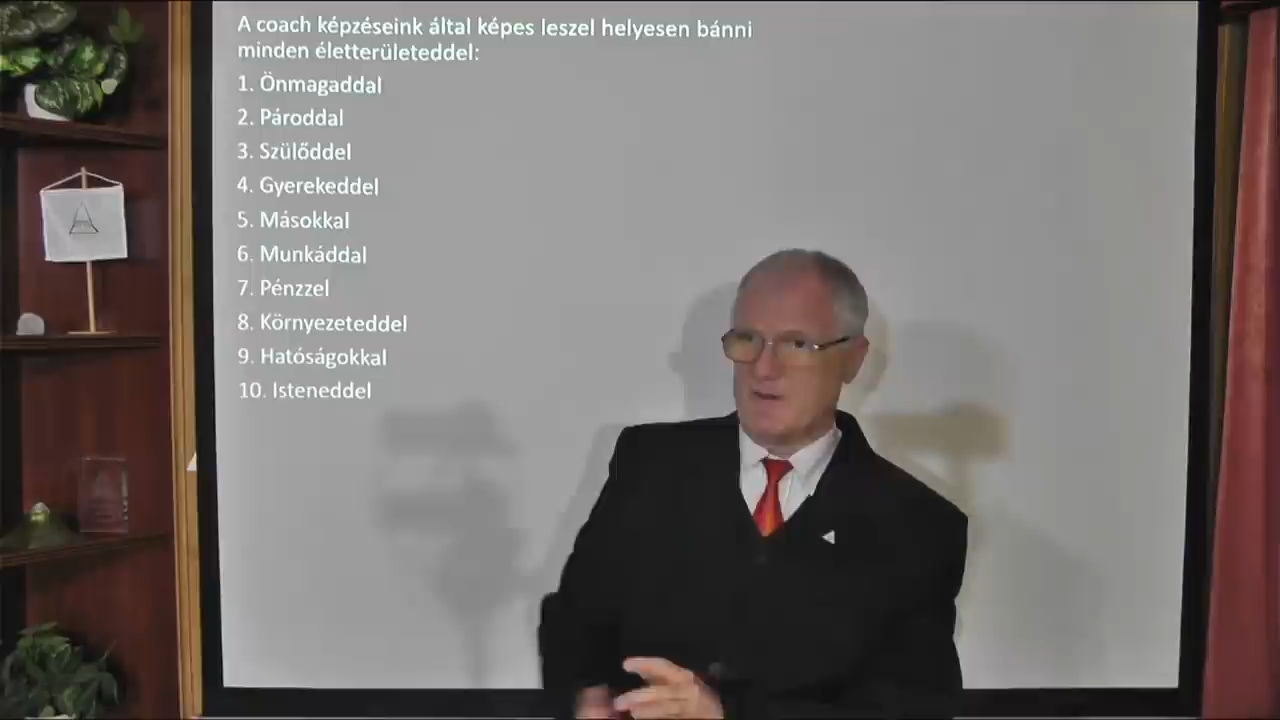 A coach képzéseink által képes leszel helyesen bánni
minden életterületeddel:
1. Önmagaddal
2. Pároddal
3. Szülőddel
4. Gyerekeddel
5. Másokkal
6. Munkáddal
7. Pénzzel
8. Környezeteddel
9. Hatóságokkal
10. Isteneddel